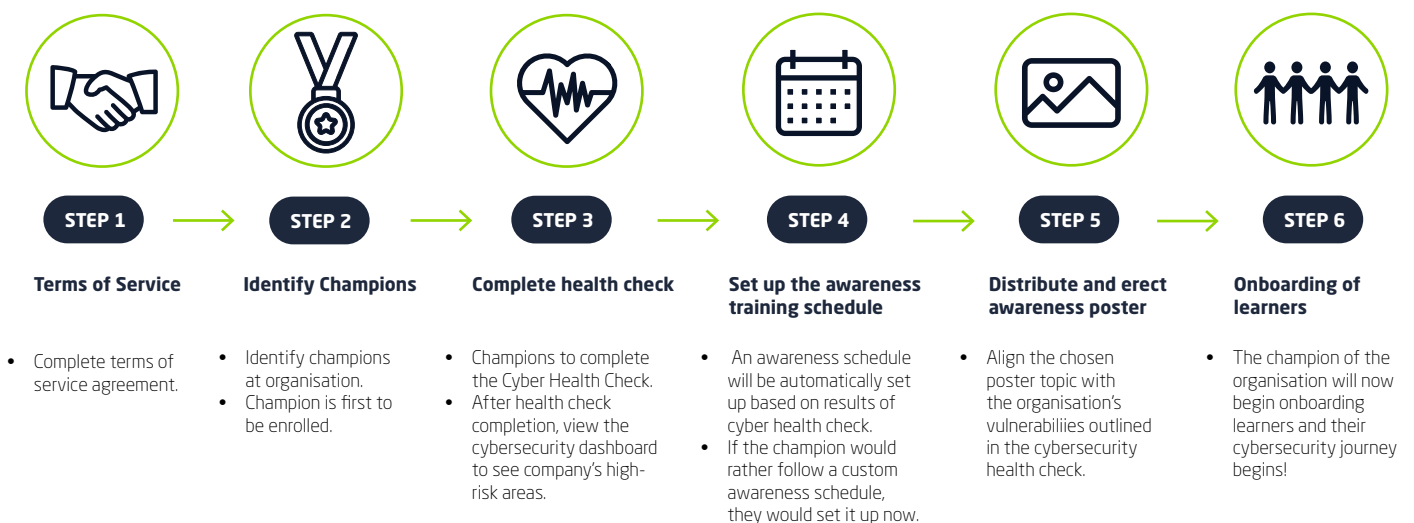 STEP 1
STEP 2
STEP 3
STEP 4
STEP 5
STEP 6
Terms of Service
• Complete terms of
service agreement.
Identify Champions
• Identify champions
at organisation.
• Champion is first to
be enrolled.
Complete health check
• Champions to complete
the Cyber Health Check.
• After health check
completion, view the
cybersecurity dashboard
to see company's high-
risk areas.
Set up the awareness
training schedule
• An awareness schedule
will be automatically set
up based on results of
cyber health check.
• If the champion would
rather follow a custom
awareness schedule,
they would set it up now.
Distribute and erect
awareness poster
• Align the chosen
poster topic with
the organisation's
vulnerabiliies outlined
in the cybersecurity
health check.
Onboarding of
learners
• The champion of the
organisation will now
begin onboarding
learners and their
cybersecurity journey
begins!